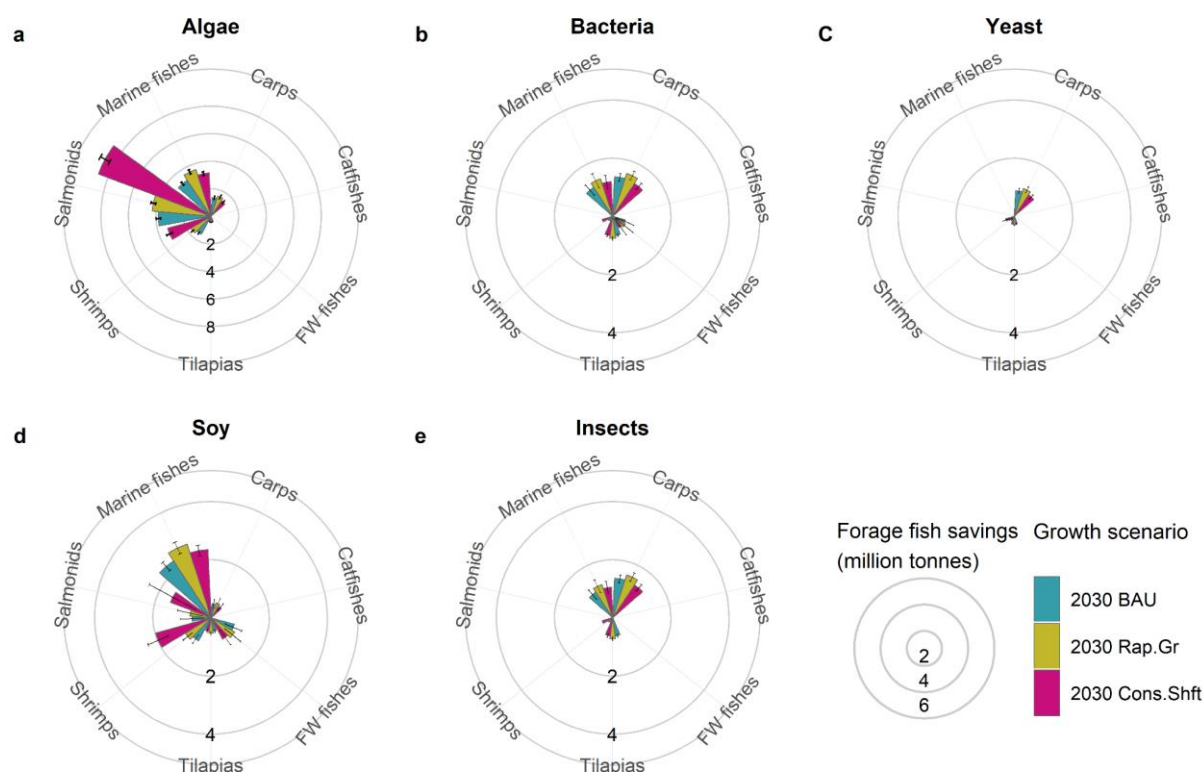 a
Algae
Marine fishes
Carps
Salmonids
Catfishes
Shrimps
FW fishes
Tilapias
2
4
6
8
b
Bacteria
Marine fishes
Carps
Salmonids
Catfishes
Shrimps
FW fishes
Tilapias
2
4
C
Yeast
Marine fishes
Carps
Salmonids
Catfishes
Shrimps
FW fishes
Tilapias
2
4
d
Soy
Marine fishes
Carps
Salmonids
Catfishes
Shrimps
FW fishes
Tilapias
2
4
e
Insects
Marine fishes
Carps
Salmonids
Catfishes
Shrimps
FW fishes
Tilapias
2
4
Forage fish savings
(million tonnes)
2
4
6
Growth scenario
2030 BAU
2030 Rap.Gr
2030 Cons.Shft